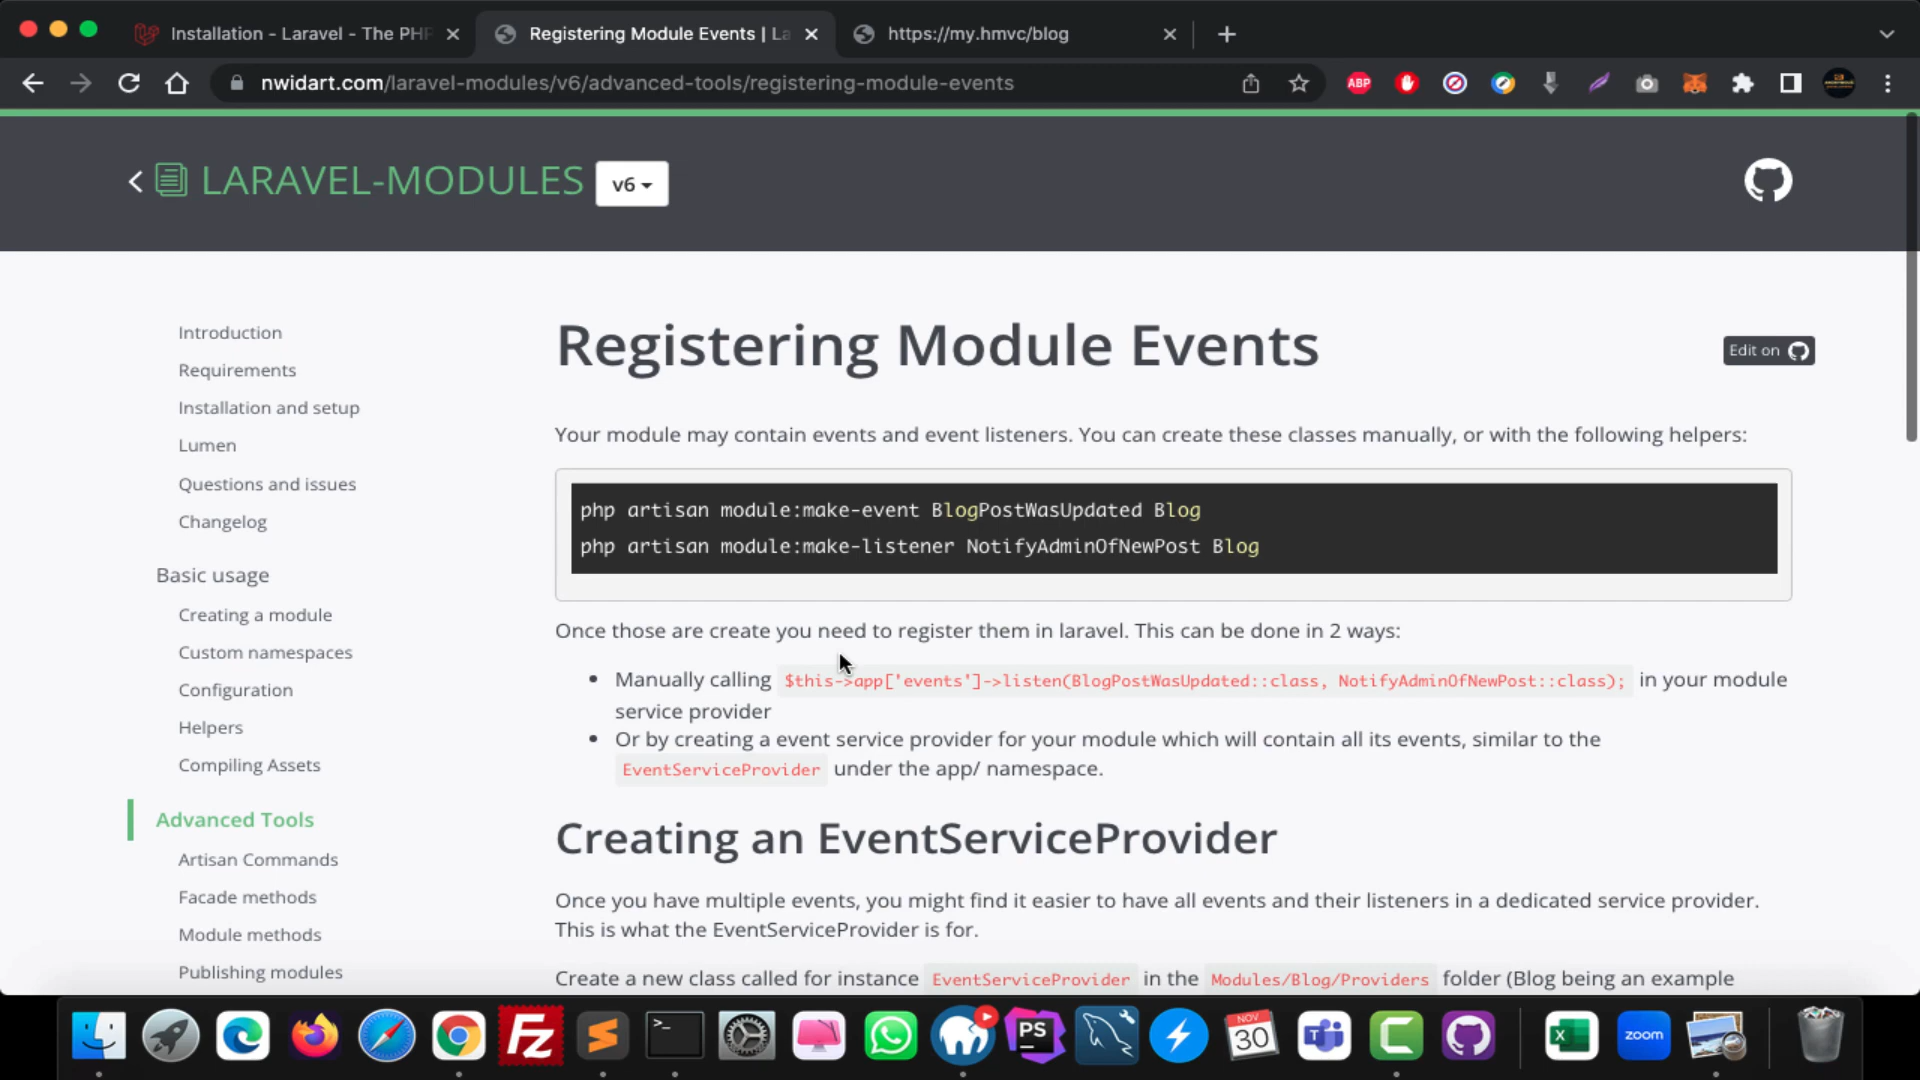 Installation - Laravel - The PHP
Registering Module Events | La
https://my.hmvc/blog
nwidart.com/laravel-modules/v6/advanced-tools/registering-module-events
ABP
LARAVEL-MODULES
v6
Introduction
Requirements
Installation and setup
Lumen
Questions and issues
Changelog
Basic usage
Creating a module
Custom namespaces
Configuration
Helpers
Compiling Assets
Advanced Tools
Artisan Commands
Facade methods
Module methods
Publishing modules
Registering Module Events
Edit on
Your module may contain events and event listeners. You can create these classes manually, or with the following helpers:
php artisan module:make-event BlogPostWasUpdated Blog
php artisan module:make-listener NotifyAdminOfNewPost Blog
Once those are create you need to register them in laravel. This can be done in 2 ways:
Manually calling $this->app['events']->listen(BlogPostWasUpdated::class, NotifyAdminOfNewPost::class); in your module
service provider
Or by creating a event service provider for your module which will contain all its events, similar to the
EventServiceProvider under the app/ namespace.
Creating an EventServiceProvider
Once you have multiple events, you might find it easier to have all events and their listeners in a dedicated service provider.
This is what the EventServiceProvider is for.
Create a new class called for instance EventServiceProvider in the Modules/Blog/Providers folder (Blog being an example
Fz
>_
PS
NOV
30
T
C
X
zoom